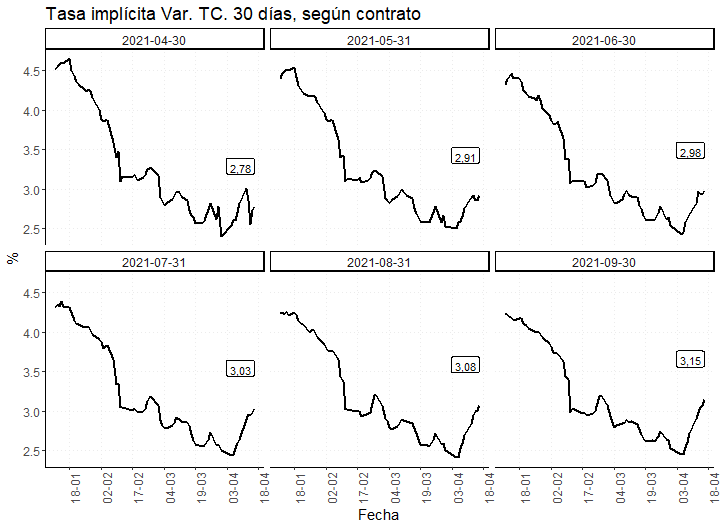 Tasa implícita Var. TC. 30 días, según contrato
2021-04-30 2021-05-31 2021-06-30
4.5
4.0
3.5
3.0
2.5
2,78 2,91 2,98
%
2021-07-31 2021-08-31 2021-09-30
4.5
4.0
3.5
3.0
2.5
3,03 3,08 3,15
18-01 02-02 17-02 04-03 19-03 03-04 18-04 18-01 02-02 17-02 04-03 19-03 03-04 18-04 18-01 02-02 17-02 04-03 19-03 03-04 18-04
Fecha